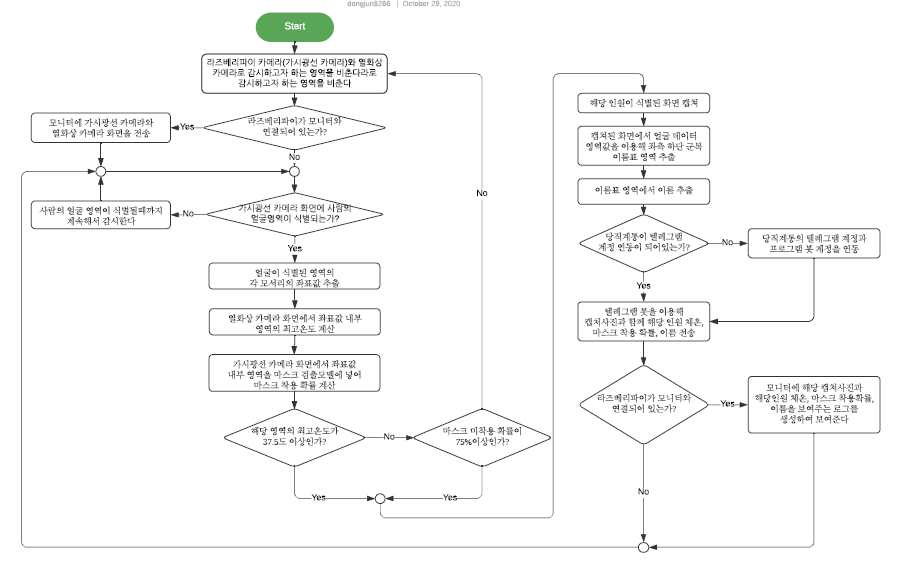 dongjun8266 | October 29, 2020
Start
라즈베리파이 카메라(가시광선 카메라)와 열화상
카메라로 감시하고자 하는 영역을 비춘다라로
감시하고자 하는 영역을 비춘다
라즈베리파이가 모니터와
연결되어 있는가?
Yes
모니터에 가시광선 카메라와
열화상 카메라 화면을 전송
No
가시광선 카메라 화면에 사람의
얼굴영역이 식별되는가?
No
사람의 얼굴 영역이 식별될때까지
계속해서 감시한다
Yes
얼굴이 식별된 영역의
각 모서리의 좌표값 추출
열화상 카메라 화면에서 좌표값 내부
영역의 최고온도 계산
가시광선 카메라 화면에서 좌표값
내부 영역을 마스크 검출모델에 넣어
마스크 착용 확률 계산
해당 영역의 최고온도가
37.5도 이상인가?
No
마스크 미착용 확률이
75%이상인가?
No
Yes
Yes
해당 인원이 식별된 화면 캡쳐
캡쳐된 화면에서 얼굴 데이터
영역값을 이용해 좌측 하단 군복
이름표 영역 추출
이름표 영역에서 이름 추출
당직계통이 텔레그램
계정 연동이 되어있는가?
No
당직계통의 텔레그램 계정과
프로그램 봇 계정을 연동
Yes
텔레그램 봇을 이용해
캡쳐사진과 함께 해당 인원 체온,
마스크 착용 확률, 이름 전송
라즈베리파이가 모니터와
연결되어 있는가?
Yes
모니터에 해당 캡쳐사진과
해당인원 체온, 마스크 착용확률,
이름을 보여주는 로그를
생성하여 보여준다
No